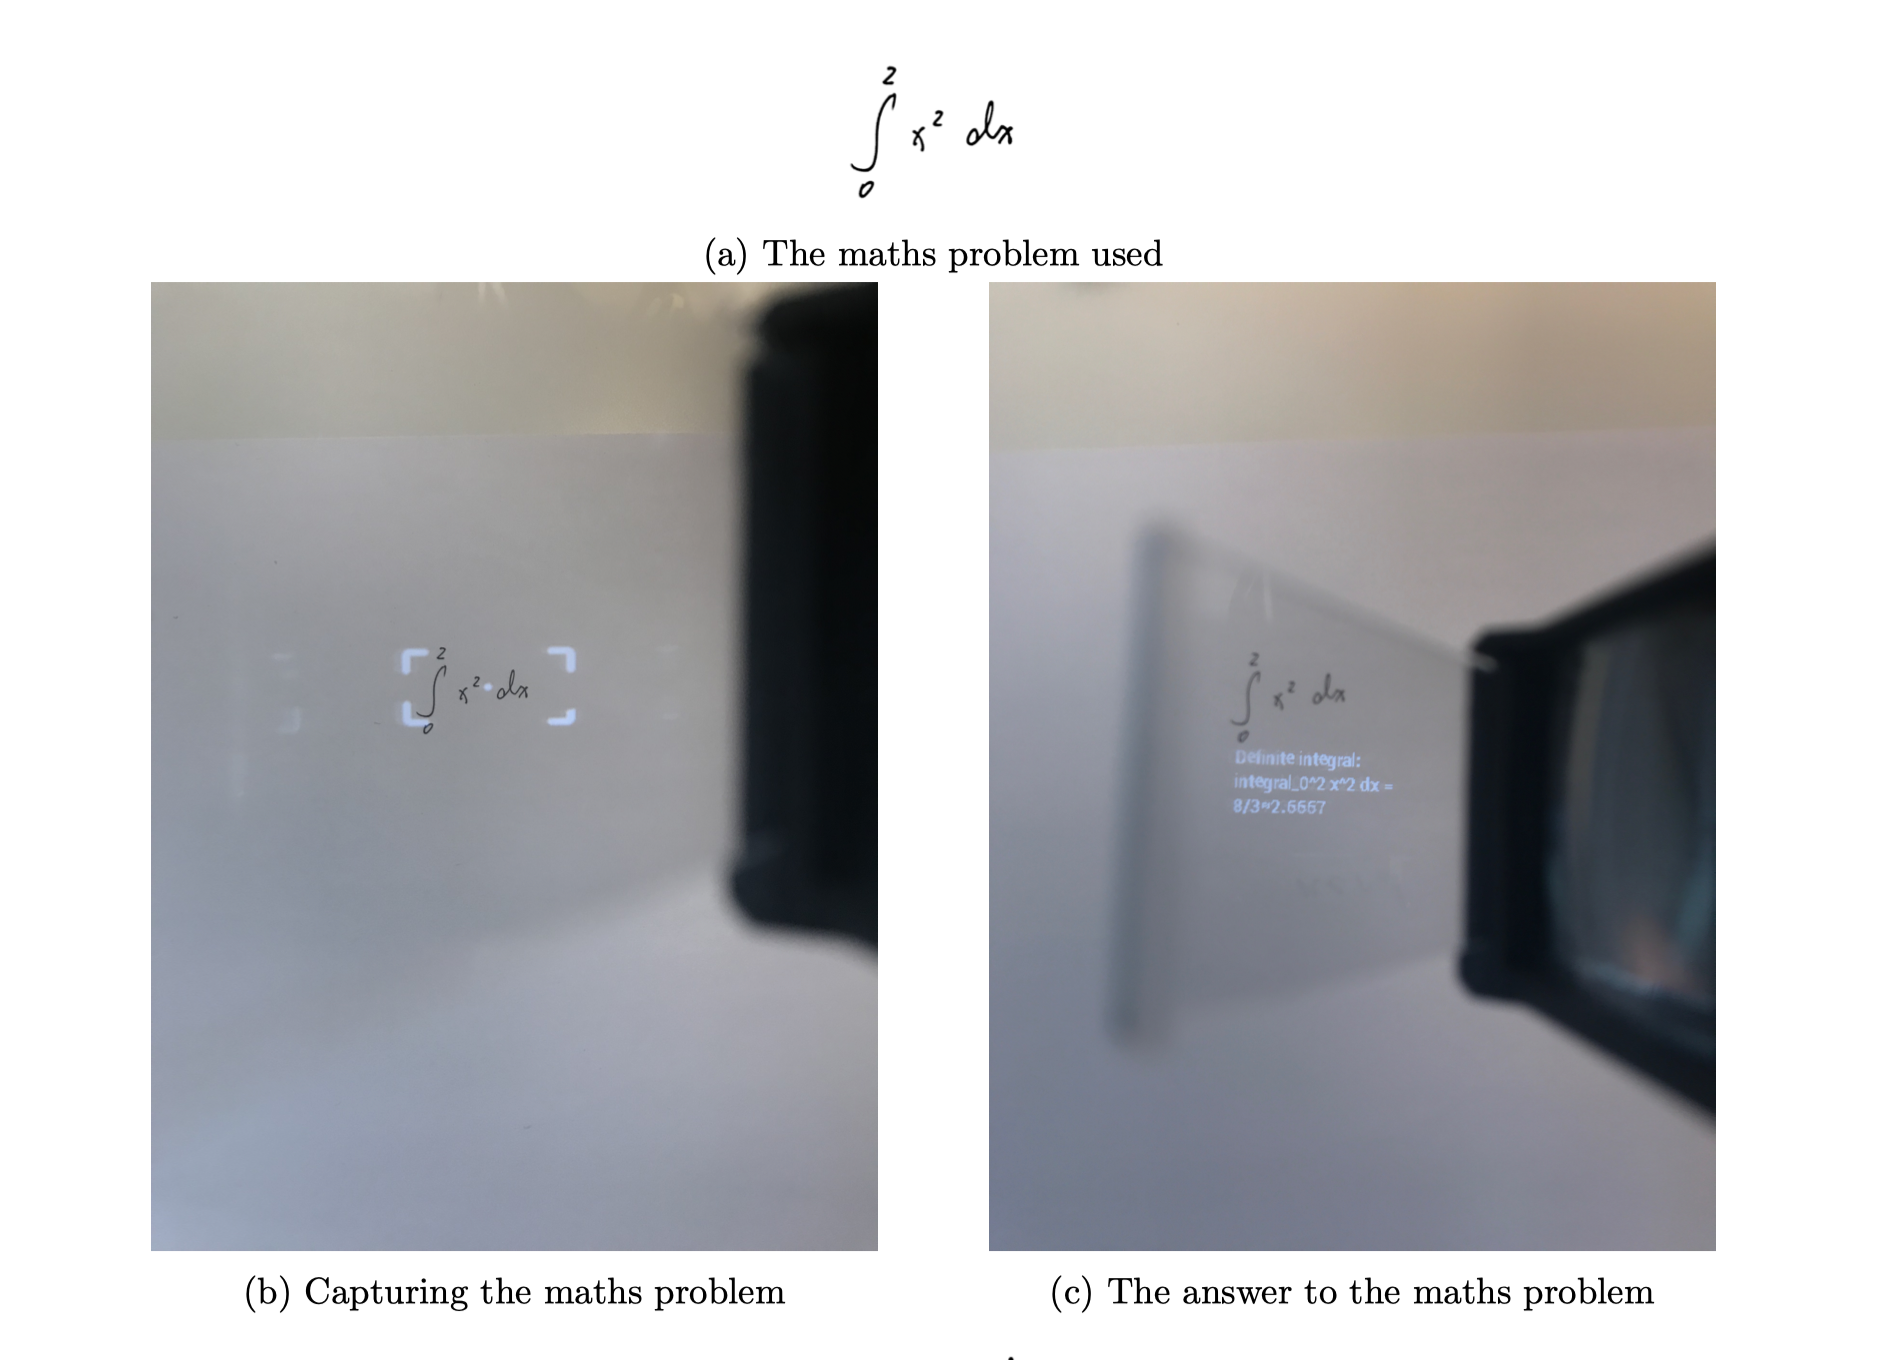 2
∫ x² dx
0
(a) The maths problem used
2
∫ x² dx
0
2
∫ x² dx
0
Definite integral:
integral_0^2 x^2 dx =
8/3≈2.6667
(b) Capturing the maths problem
(c) The answer to the maths problem